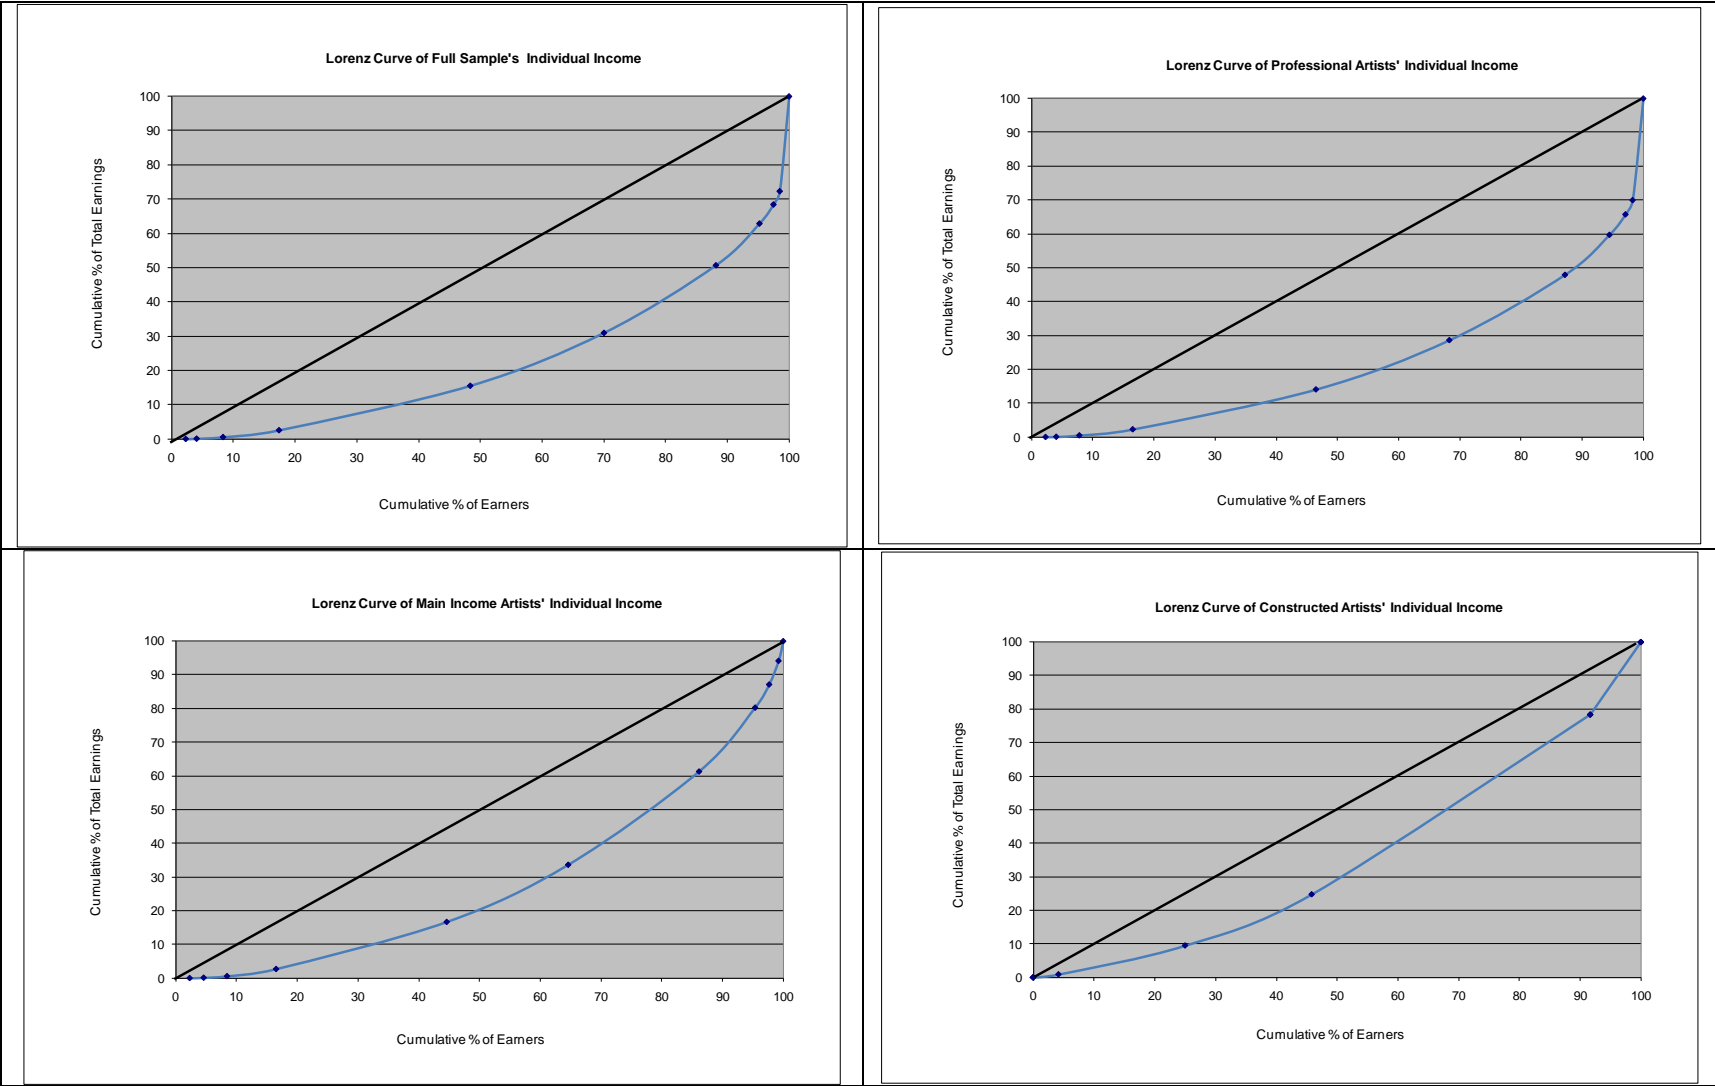 Lorenz Curve of Full Sample's Individual Income
100
90
80
70
60
50
40
30
20
10
0
0 10 20 30 40 50 60 70 80 90 100
Cumulative % of Total Earnings
Cumulative % of Earners
Lorenz Curve of Professional Artists' Individual Income
100
90
80
70
60
50
40
30
20
10
0
0 10 20 30 40 50 60 70 80 90 100
Cumulative % of Total Earnings
Cumulative % of Earners
Lorenz Curve of Main Income Artists' Individual Income
100
90
80
70
60
50
40
30
20
10
0
0 10 20 30 40 50 60 70 80 90 100
Cumulative % of Total Earnings
Cumulative % of Earners
Lorenz Curve of Constructed Artists' Individual Income
100
90
80
70
60
50
40
30
20
10
0
0 10 20 30 40 50 60 70 80 90 100
Cumulative % of Total Earnings
Cumulative % of Earners